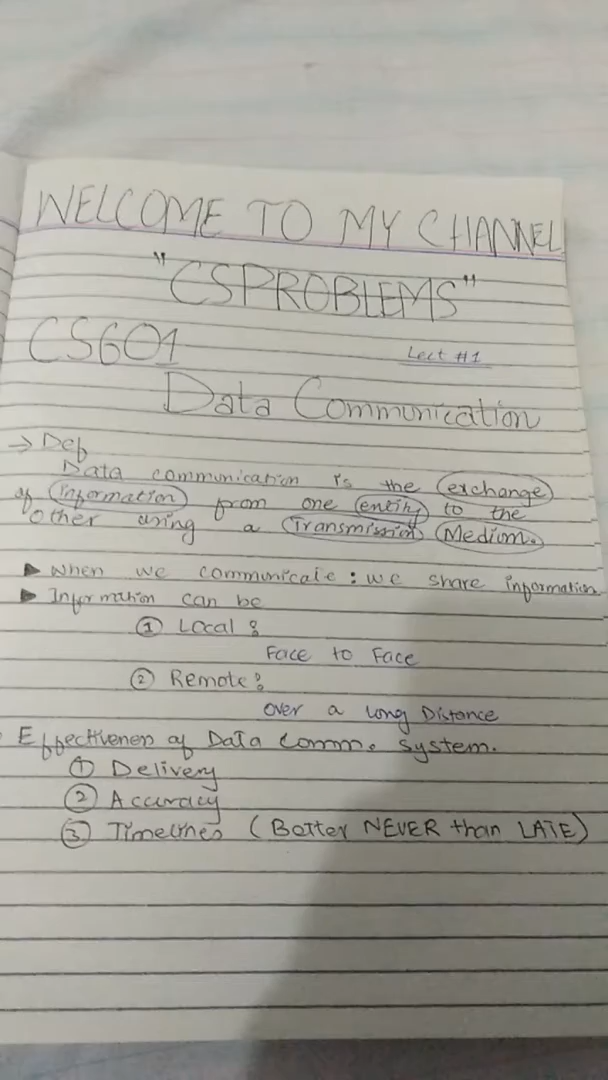 WELCOME TO MY CHANNEL
"CSPROBLEMS"
CS601
Lect #1
Data Communication
→ Def
Data communication is the exchange
of information from one entity to the
other using a Transmission Medium.
▶ When we communicate : we share information
▶ Information can be
① Local :
Face to Face
② Remote :
over a long Distance
Effectiveness of Data Comm. system.
① Delivery
② Accuracy
③ Timelines (Better NEVER than LATE)